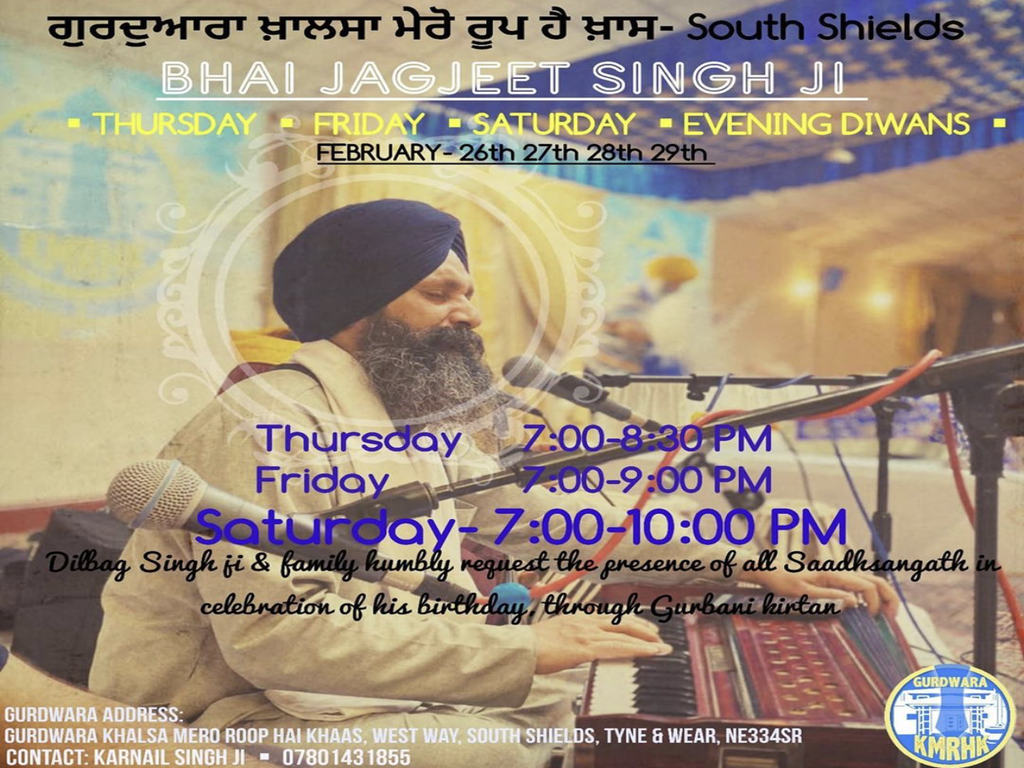 ਗੁਰਦੁਆਰਾ ਖ਼ਾਲਸਾ ਮੇਰੋ ਰੂਪ ਹੈ ਖ਼ਾਸ- South Shields
BHAI JAGJEET SINGH JI
▪ THURSDAY ▪ FRIDAY ▪ SATURDAY ▪ EVENING DIWANS ▪
FEBRUARY- 26th 27th 28th 29th
Thursday 7:00-8:30 PM
Friday 7:00-9:00 PM
Saturday- 7:00-10:00 PM
Dilbag Singh ji & family humbly request the presence of all Saadhsangath in
celebration of his birthday, through Gurbani kirtan
GURDWARA ADDRESS:
GURDWARA KHALSA MERO ROOP HAI KHAAS, WEST WAY, SOUTH SHIELDS, TYNE & WEAR, NE334SR
CONTACT: KARNAIL SINGH JI ▪ 07801431855
GURDWARA
KMRHK